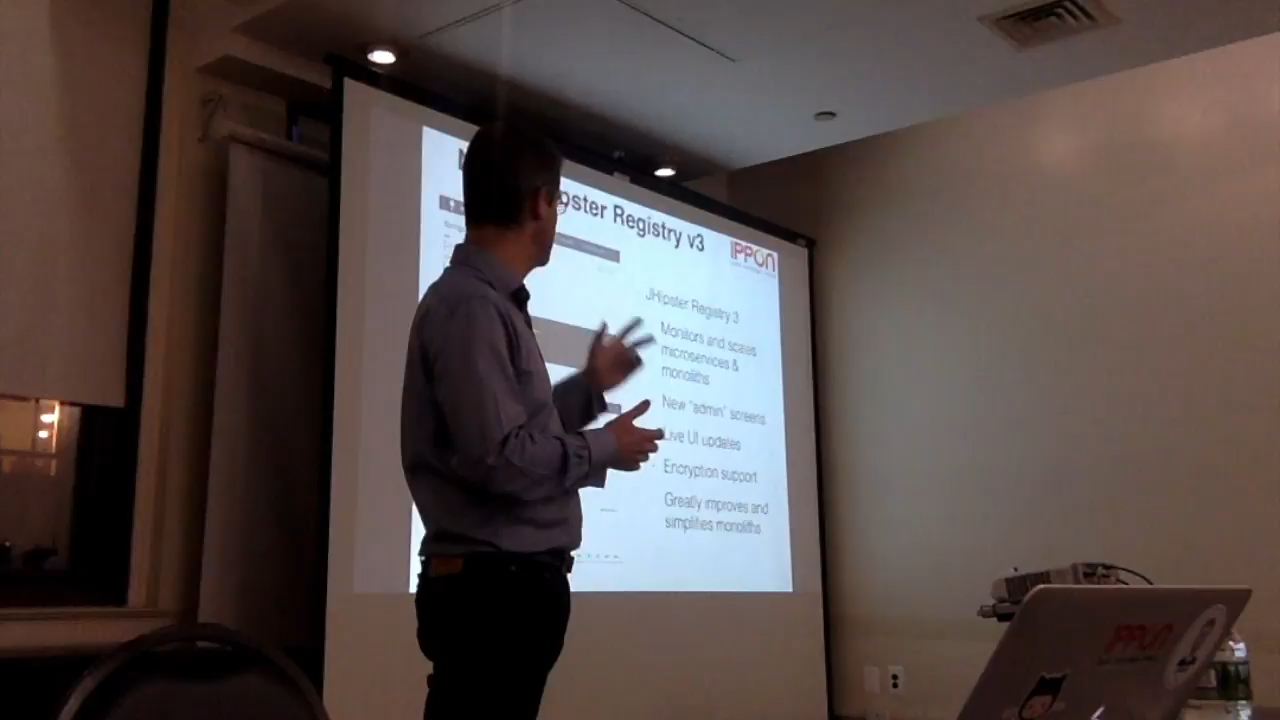 pster Registry v3
IPPON
JHipster Registry 3
Monitors and scales
microservices &
monoliths
New "admin" screens
Live UI updates
Encryption support
Greatly improves and
simplifies monoliths
IPPON